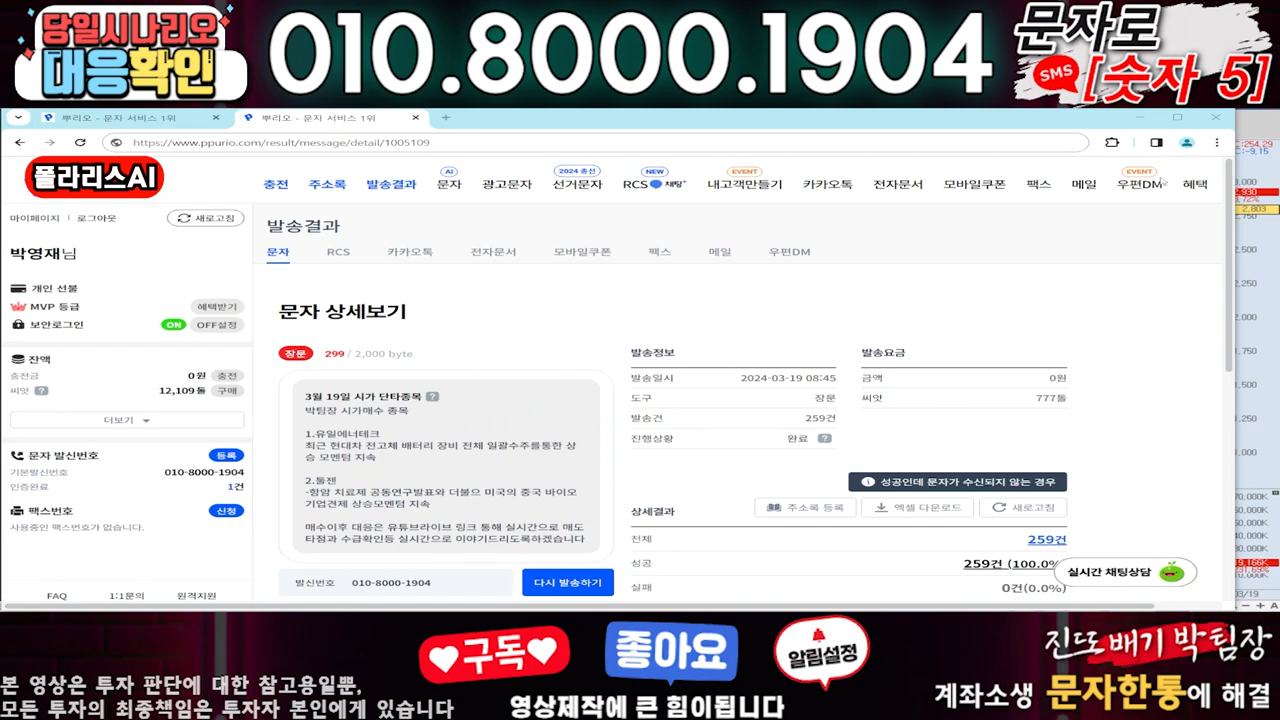 당일시나리오
대응확인
010.8000.1904
문자로
SMS [숫자 5]
뿌리오 - 문자 서비스 1위
뿌리오 - 문자 서비스 1위
https://www.ppurio.com/result/message/detail/1005109
폴라리스AI
충전 주소록 발송결과 AI 문자 광고문자 2024 총선 선거문자 NEW RCS 채팅+ EVENT 내고객만들기 카카오톡 전자문서 모바일쿠폰 팩스 메일 EVENT 우편DM 혜택
마이페이지 | 로그아웃 새로고침
박영재님
개인 선불
MVP 등급 혜택받기
보안로그인 ON OFF설정
잔액
충전금 0원 충전
씨앗 ? 12,109톨 구매
더보기
문자 발신번호 등록
기본발신번호 010-8000-1904
인증완료 1건
팩스번호 신청
사용중인 팩스번호가 없습니다.
FAQ 1:1문의 원격지원
발송결과
문자 RCS 카카오톡 전자문서 모바일쿠폰 팩스 메일 우편DM
문자 상세보기
장문 299 / 2,000 byte
3월 19일 시가 단타종목 ?
박팀장 시가매수 종목
1.유일에너테크
최근 현대차 전고체 배터리 장비 전체 일괄수주를통한 상
승 모멘텀 지속
2.툴젠
-항암 치료제 공동연구발표와 더불으 미국의 중국 바이오
기업견제 상승모멘텀 지속
매수이후 대응은 유튜브라이브 링크 통해 실시간으로 매도
타점과 수급확인등 실시간으로 이야기드리도록하겠습니다
발신번호 010-8000-1904 다시 발송하기
발송정보
발송일시 2024-03-19 08:45
도구 장문
발송건 259건
진행상황 완료 ?
발송요금
금액 0원
씨앗 777톨
성공인데 문자가 수신되지 않는 경우
상세결과 주소록 등록 엑셀 다운로드 새로고침
전체 259건
성공 259건 (100.0%
실패 0건(0.0%)
실시간 채팅상담
구독
좋아요
알림설정
본 영상은 투자 판단에 대한 참고용일뿐,
모든 투자의 최종책임은 투자자 본인에게 있습니다
영상제작에 큰 힘이됩니다
진또배기 박팀장
계좌소생 문자한통에 해결